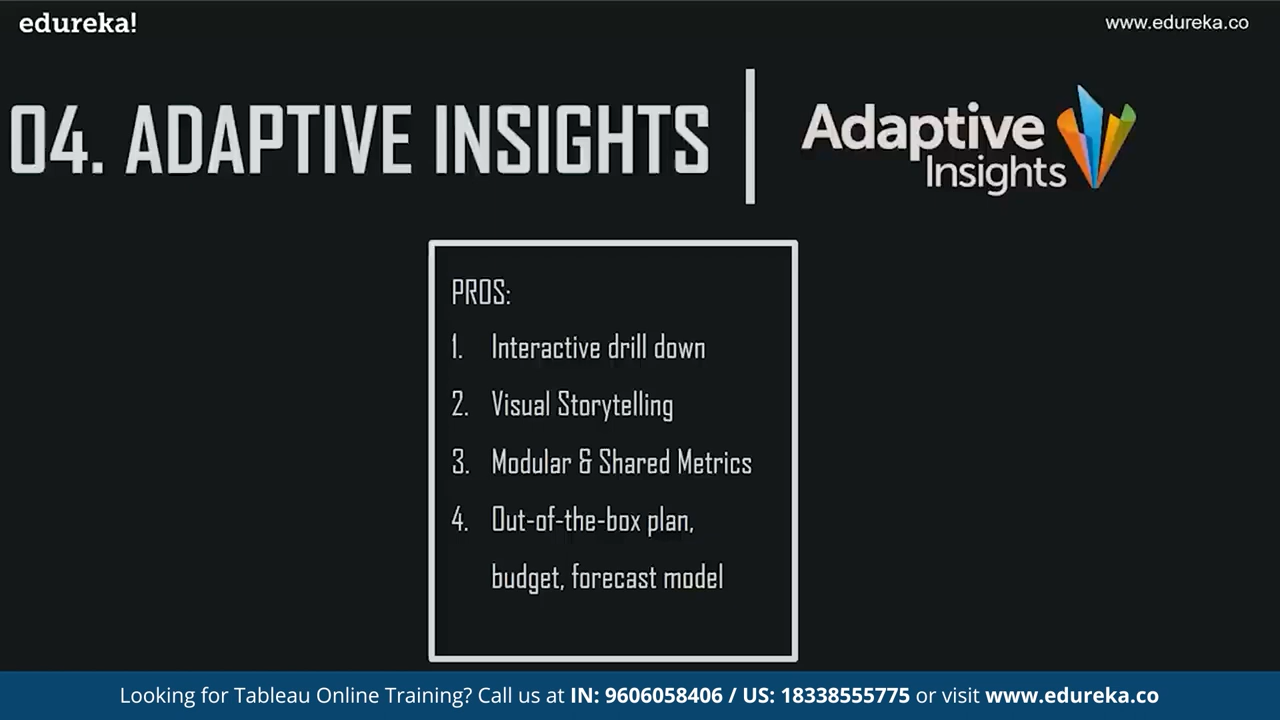 edureka!
www.edureka.co
04. ADAPTIVE INSIGHTS
Adaptive
Insights
PROS:
1. Interactive drill down
2. Visual Storytelling
3. Modular & Shared Metrics
4. Out-of-the-box plan,
budget, forecast model
Looking for Tableau Online Training? Call us at IN: 9606058406 / US: 18338555775 or visit www.edureka.co